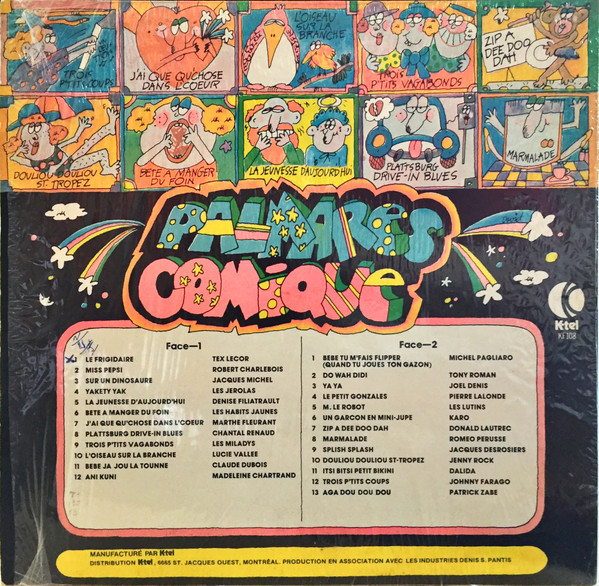 TROIS P'TITS COUPS
J'AI QUE QU'CHOSE
DANS L'COEUR
L'OISEAU
SUR LA
BRANCHE
TROIS
P'TITS VAGABONDS
ZIP A
DEE DOO
DAH
DOULIOU DOULIOU
ST. TROPEZ
BETE A MANGER
DU FOIN
LA JEUNESSE D'AUJOURD'HUI
PLATTSBURG
DRIVE-IN BLUES
MARMALADE
PALMARES
COMIQUE
K-tel
KF108
Face—1
1 LE FRIGIDAIRE TEX LECOR
2 MISS PEPSI ROBERT CHARLEBOIS
3 SUR UN DINOSAURE JACQUES MICHEL
4 YAKETY YAK LES JEROLAS
5 LA JEUNESSE D'AUJOURD'HUI DENISE FILIATRAULT
6 BETE A MANGER DU FOIN LES HABITS JAUNES
7 J'AI QUE QU'CHOSE DANS L'COEUR MARTHE FLEURANT
8 PLATTSBURG DRIVE-IN BLUES CHANTAL RENAUD
9 TROIS P'TITS VAGABONDS LES MILADYS
10 L'OISEAU SUR LA BRANCHE LUCIE VALLEE
11 BEBE JA JOU LA TOUNNE CLAUDE DUBOIS
12 ANI KUNI MADELEINE CHARTRAND
Face—2
1 BEBE TU M'FAIS FLIPPER MICHEL PAGLIARO
(QUAND TU JOUES TON GAZON)
2 DO WAH DIDI TONY ROMAN
3 YA YA JOEL DENIS
4 LE PETIT GONZALES PIERRE LALONDE
5 M. LE ROBOT LES LUTINS
6 UN GARCON EN MINI-JUPE KARO
7 ZIP A DEE DOO DAH DONALD LAUTREC
8 MARMALADE ROMEO PERUSSE
9 SPLISH SPLASH JACQUES DESROSIERS
10 DOULIOU DOULIOU ST-TROPEZ JENNY ROCK
11 ITSI BITSI PETIT BIKINI DALIDA
12 TROIS P'TITS COUPS JOHNNY FARAGO
13 AGA DOU DOU DOU PATRICK ZABE
MANUFACTURÉ PAR K-tel
DISTRIBUTION K-tel, 6665 ST. JACQUES OUEST, MONTRÉAL. PRODUCTION EN ASSOCIATION AVEC LES INDUSTRIES DENIS S. PANTIS